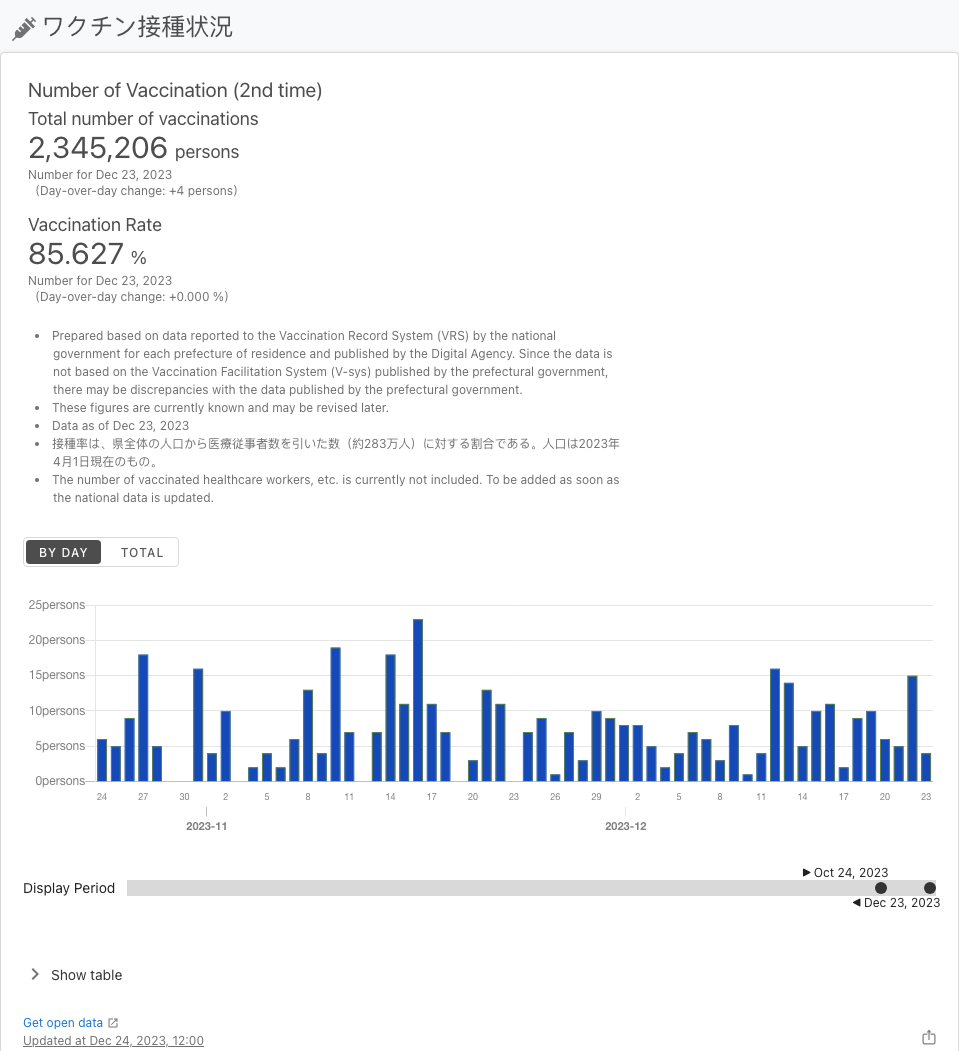 ワクチン接種状況
Number of Vaccination (2nd time)
Total number of vaccinations
2,345,206 persons
Number for Dec 23, 2023
(Day-over-day change: +4 persons)
Vaccination Rate
85.627 %
Number for Dec 23, 2023
(Day-over-day change: +0.000 %)
• Prepared based on data reported to the Vaccination Record System (VRS) by the national
government for each prefecture of residence and published by the Digital Agency. Since the data is
not based on the Vaccination Facilitation System (V-sys) published by the prefectural government,
there may be discrepancies with the data published by the prefectural government.
• These figures are currently known and may be revised later.
• Data as of Dec 23, 2023
• 接種率は、県全体の人口から医療従事者数を引いた数（約283万人）に対する割合である。人口は2023年
4月1日現在のもの。
• The number of vaccinated healthcare workers, etc. is currently not included. To be added as soon as
the national data is updated.
BY DAY TOTAL
25persons
20persons
15persons
10persons
5persons
0persons
24 27 30 2 5 8 11 14 17 20 23 26 29 2 5 8 11 14 17 20 23
2023-11 2023-12
Oct 24, 2023
Display Period
Dec 23, 2023
Show table
Get open data
Updated at Dec 24, 2023, 12:00